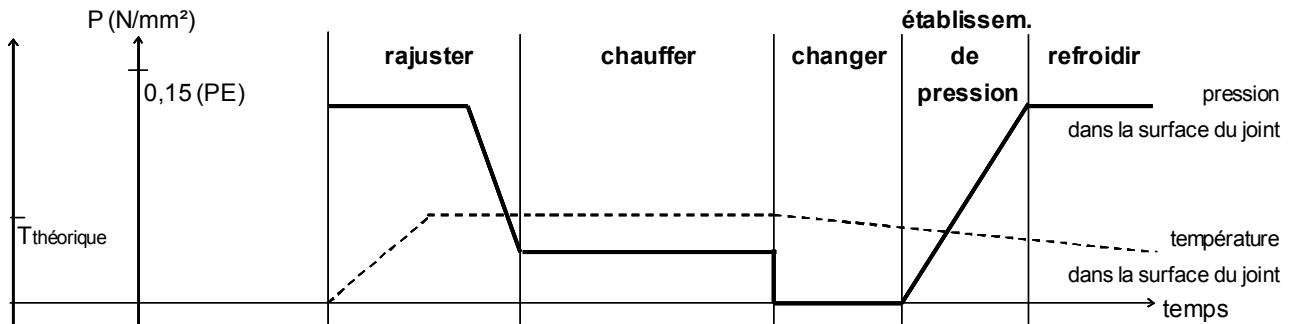 P (N/mm²)
0,15 (PE)
Tthéorique
rajuster
chauffer
changer
établissem.
de
pression
refroidir
pression
dans la surface du joint
température
dans la surface du joint
temps